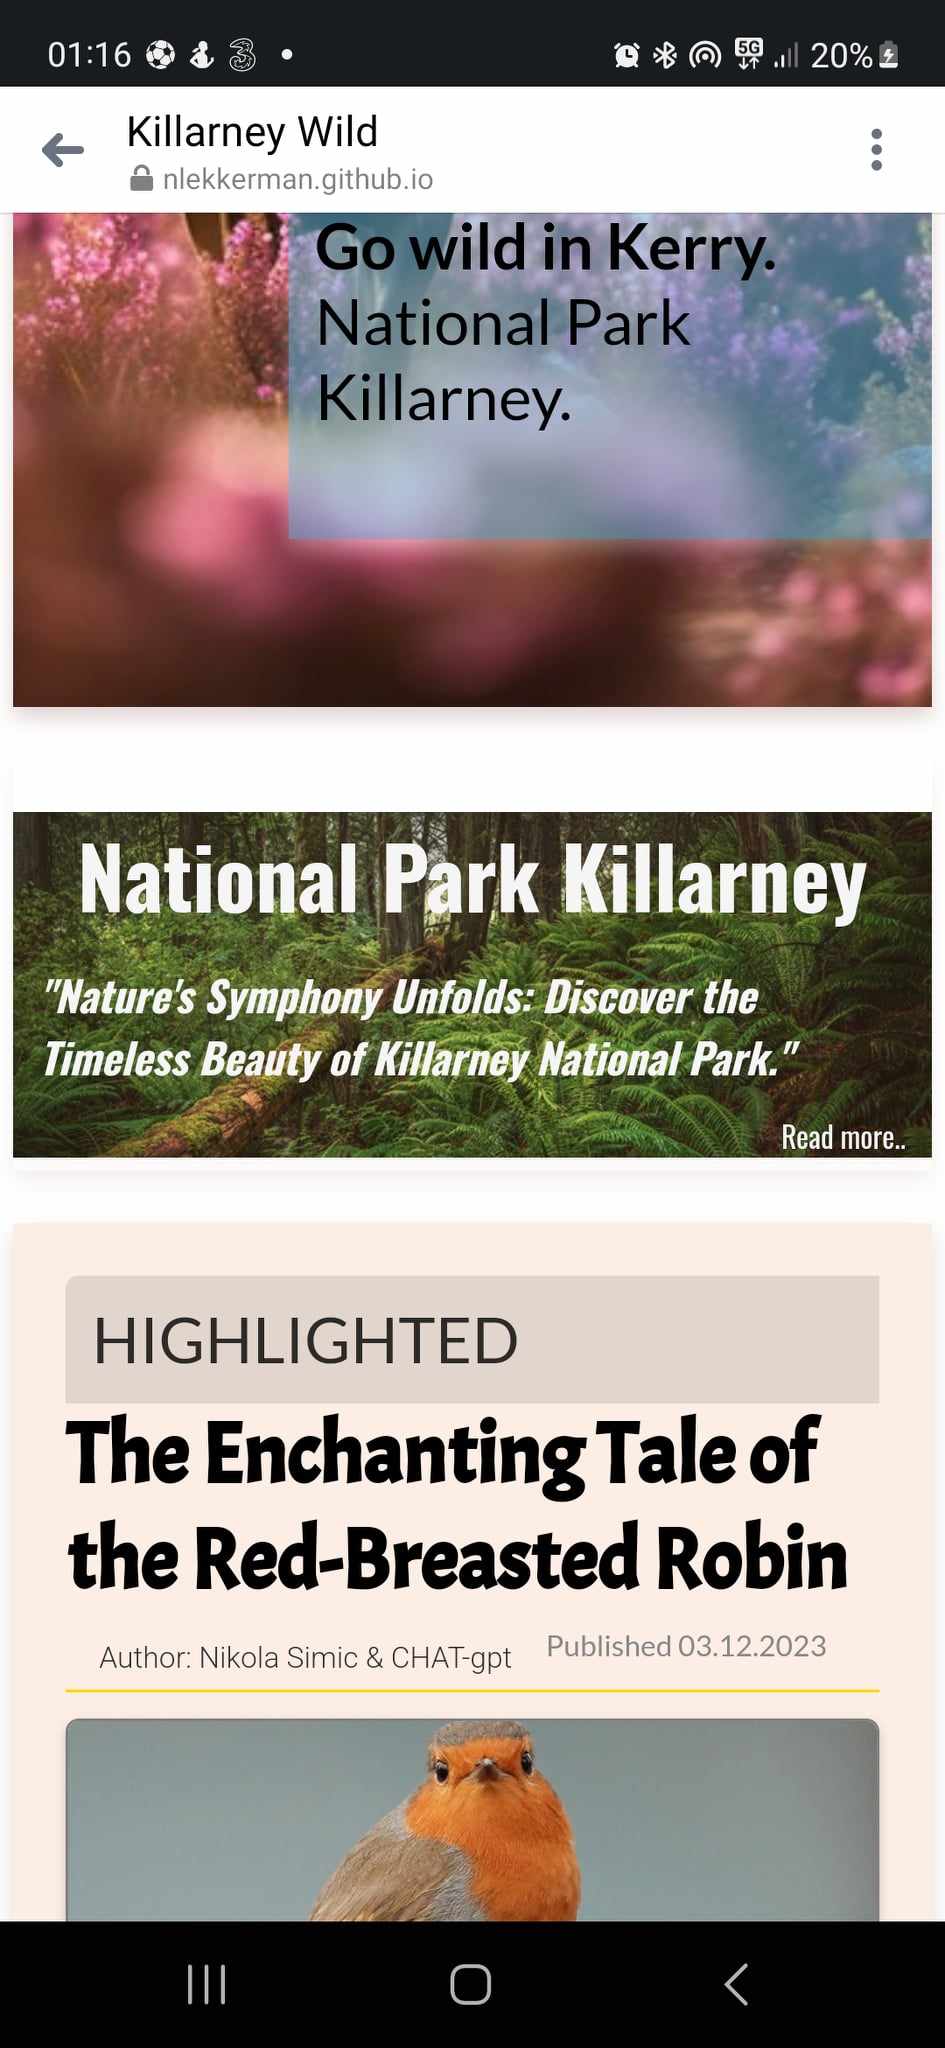 01:16
5G
20%
Killarney Wild
nlekkerman.github.io
Go wild in Kerry.
National Park
Killarney.
National Park Killarney
"Nature's Symphony Unfolds: Discover the
Timeless Beauty of Killarney National Park."
Read more..
HIGHLIGHTED
The Enchanting Tale of
the Red-Breasted Robin
Author: Nikola Simic & CHAT-gpt
Published 03.12.2023